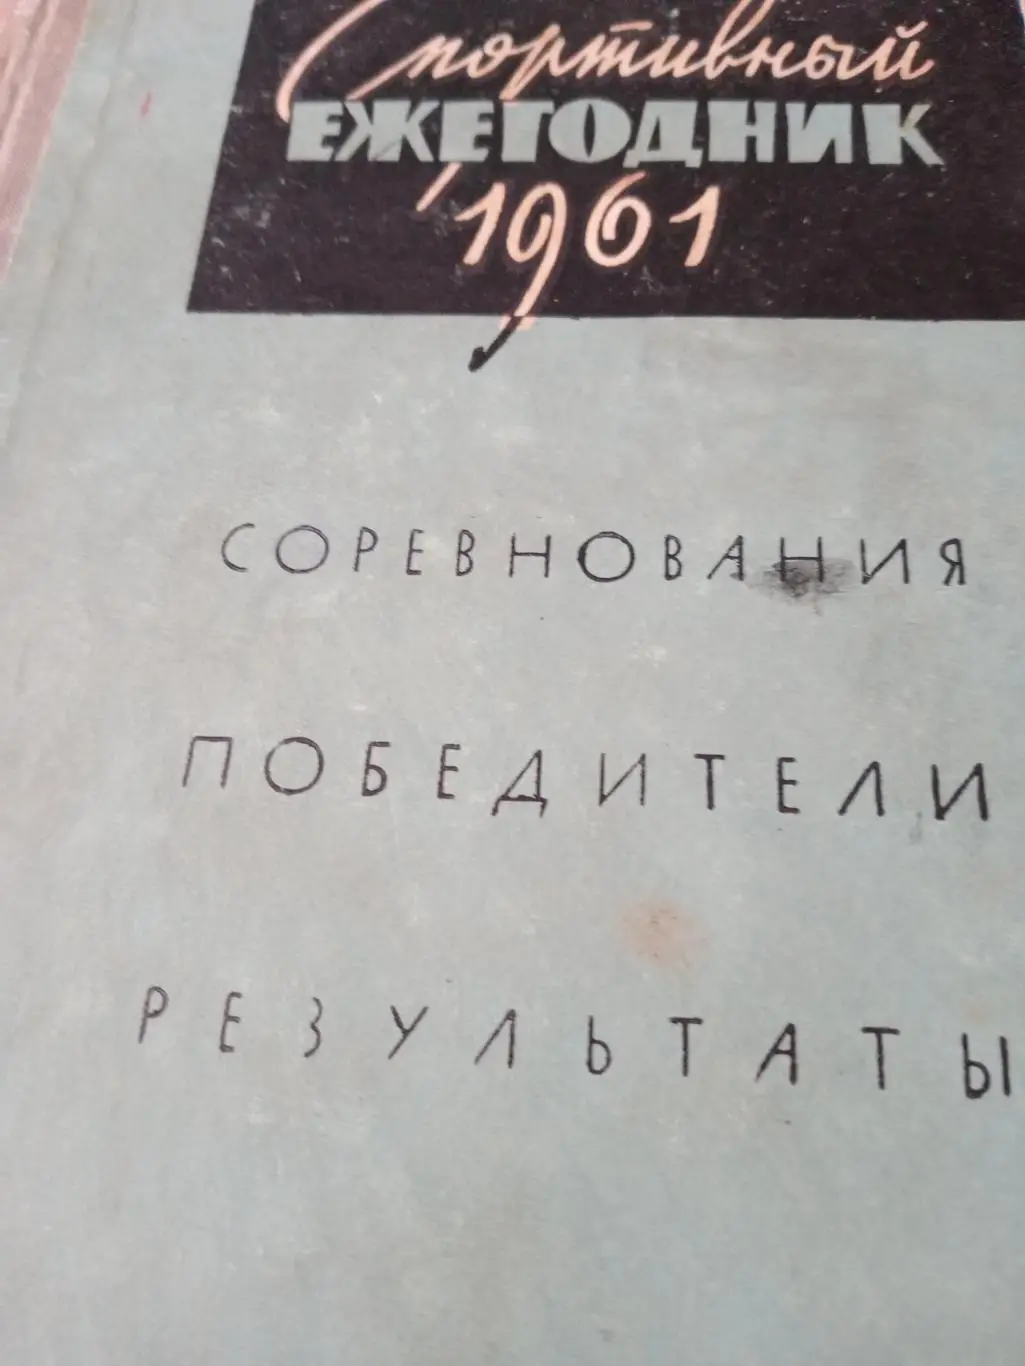 Спортивный
ЕЖЕГОДНИК
1961
СОРЕВНОВАНИЯ
ПОБЕДИТЕЛИ
РЕЗУЛЬТАТЫ